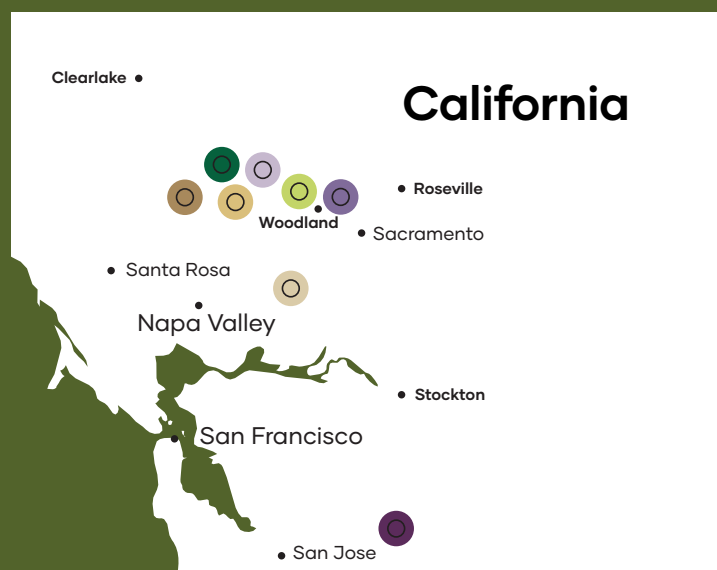 Clearlake
California
Roseville
Woodland
Sacramento
Santa Rosa
Napa Valley
Stockton
San Francisco
San Jose